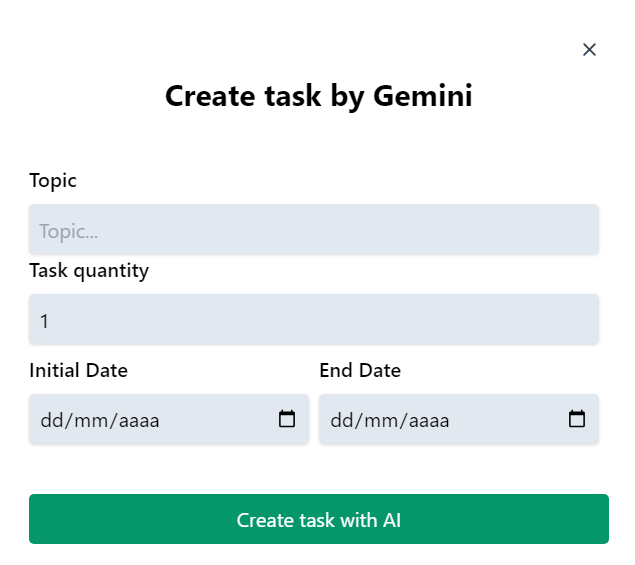 Create task by Gemini
Topic
Topic...
Task quantity
1
Initial Date End Date
dd/mm/aaaa dd/mm/aaaa
Create task with AI